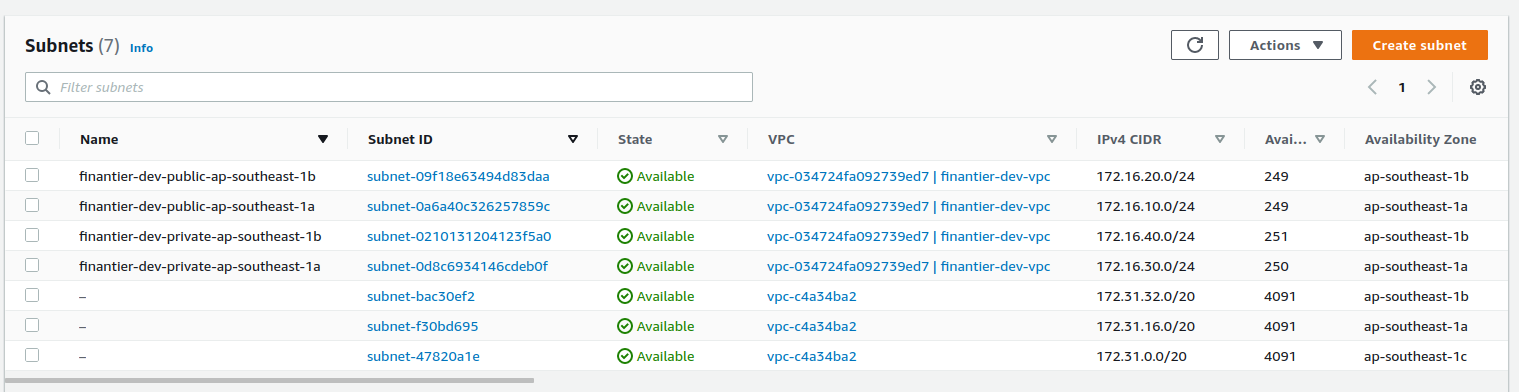 Subnets (7) Info
Actions
Create subnet
Filter subnets
1
Name Subnet ID State VPC IPv4 CIDR Avai... Availability Zone
finantier-dev-public-ap-southeast-1b subnet-09f18e63494d83daa Available vpc-034724fa092739ed7 | finantier-dev-vpc 172.16.20.0/24 249 ap-southeast-1b
finantier-dev-public-ap-southeast-1a subnet-0a6a40c326257859c Available vpc-034724fa092739ed7 | finantier-dev-vpc 172.16.10.0/24 249 ap-southeast-1a
finantier-dev-private-ap-southeast-1b subnet-0210131204123f5a0 Available vpc-034724fa092739ed7 | finantier-dev-vpc 172.16.40.0/24 251 ap-southeast-1b
finantier-dev-private-ap-southeast-1a subnet-0d8c6934146cdeb0f Available vpc-034724fa092739ed7 | finantier-dev-vpc 172.16.30.0/24 250 ap-southeast-1a
– subnet-bac30ef2 Available vpc-c4a34ba2 172.31.32.0/20 4091 ap-southeast-1b
– subnet-f30bd695 Available vpc-c4a34ba2 172.31.16.0/20 4091 ap-southeast-1a
– subnet-47820a1e Available vpc-c4a34ba2 172.31.0.0/20 4091 ap-southeast-1c